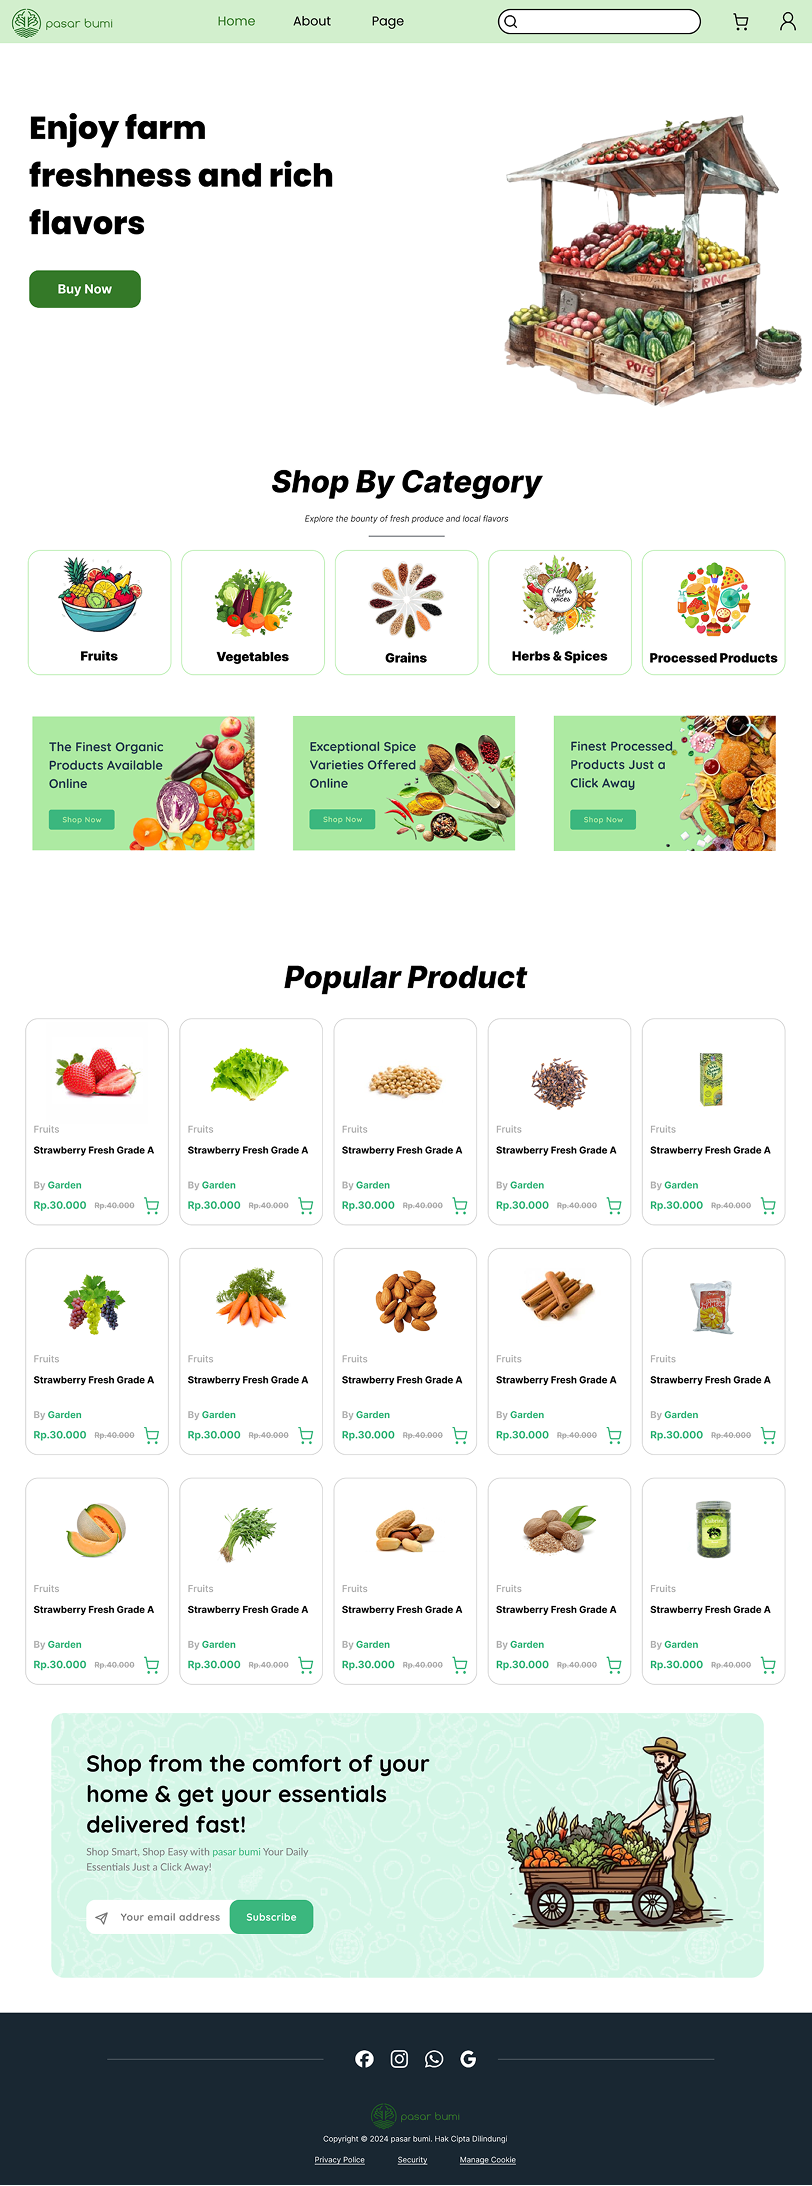 pasar bumi
Home
About
Page
Enjoy farm
freshness and rich
flavors
Buy Now
RINC
Shop By Category
Explore the bounty of fresh produce and local flavors
Fruits
Vegetables
Grains
Herbs and spices
Herbs & Spices
Processed Products
The Finest Organic
Products Available
Online
Shop Now
Exceptional Spice
Varieties Offered
Online
Shop Now
Finest Processed
Products Just a
Click Away
Shop Now
Popular Product
Fruits
Strawberry Fresh Grade A
By Garden
Rp.30.000 Rp.40.000
Fruits
Strawberry Fresh Grade A
By Garden
Rp.30.000 Rp.40.000
Fruits
Strawberry Fresh Grade A
By Garden
Rp.30.000 Rp.40.000
Fruits
Strawberry Fresh Grade A
By Garden
Rp.30.000 Rp.40.000
Fruits
Strawberry Fresh Grade A
By Garden
Rp.30.000 Rp.40.000
Fruits
Strawberry Fresh Grade A
By Garden
Rp.30.000 Rp.40.000
Fruits
Strawberry Fresh Grade A
By Garden
Rp.30.000 Rp.40.000
Fruits
Strawberry Fresh Grade A
By Garden
Rp.30.000 Rp.40.000
Fruits
Strawberry Fresh Grade A
By Garden
Rp.30.000 Rp.40.000
Fruits
Strawberry Fresh Grade A
By Garden
Rp.30.000 Rp.40.000
Fruits
Strawberry Fresh Grade A
By Garden
Rp.30.000 Rp.40.000
Fruits
Strawberry Fresh Grade A
By Garden
Rp.30.000 Rp.40.000
Fruits
Strawberry Fresh Grade A
By Garden
Rp.30.000 Rp.40.000
Fruits
Strawberry Fresh Grade A
By Garden
Rp.30.000 Rp.40.000
Fruits
Strawberry Fresh Grade A
By Garden
Rp.30.000 Rp.40.000
Shop from the comfort of your
home & get your essentials
delivered fast!
Shop Smart, Shop Easy with pasar bumi Your Daily
Essentials Just a Click Away!
Your email address
Subscribe
pasar bumi
Copyright © 2024 pasar bumi. Hak Cipta Dilindungi
Privacy Police
Security
Manage Cookie